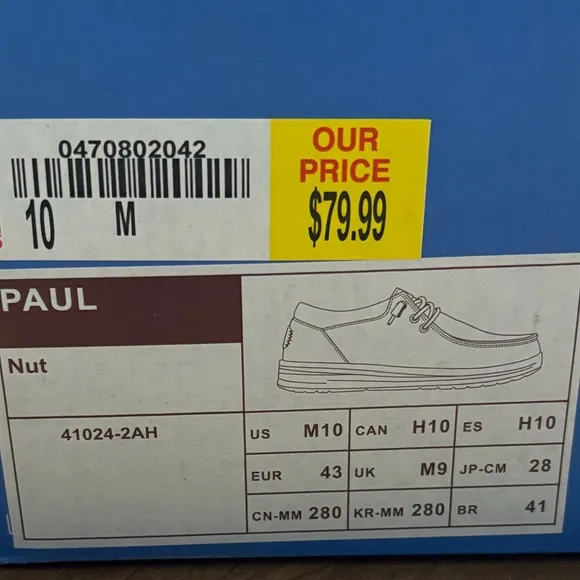 0470802042
10 M
OUR
PRICE
$79.99
PAUL
Nut
41024-2AH
US M10 CAN H10 ES H10
EUR 43 UK M9 JP-CM 28
CN-MM 280 KR-MM 280 BR 41